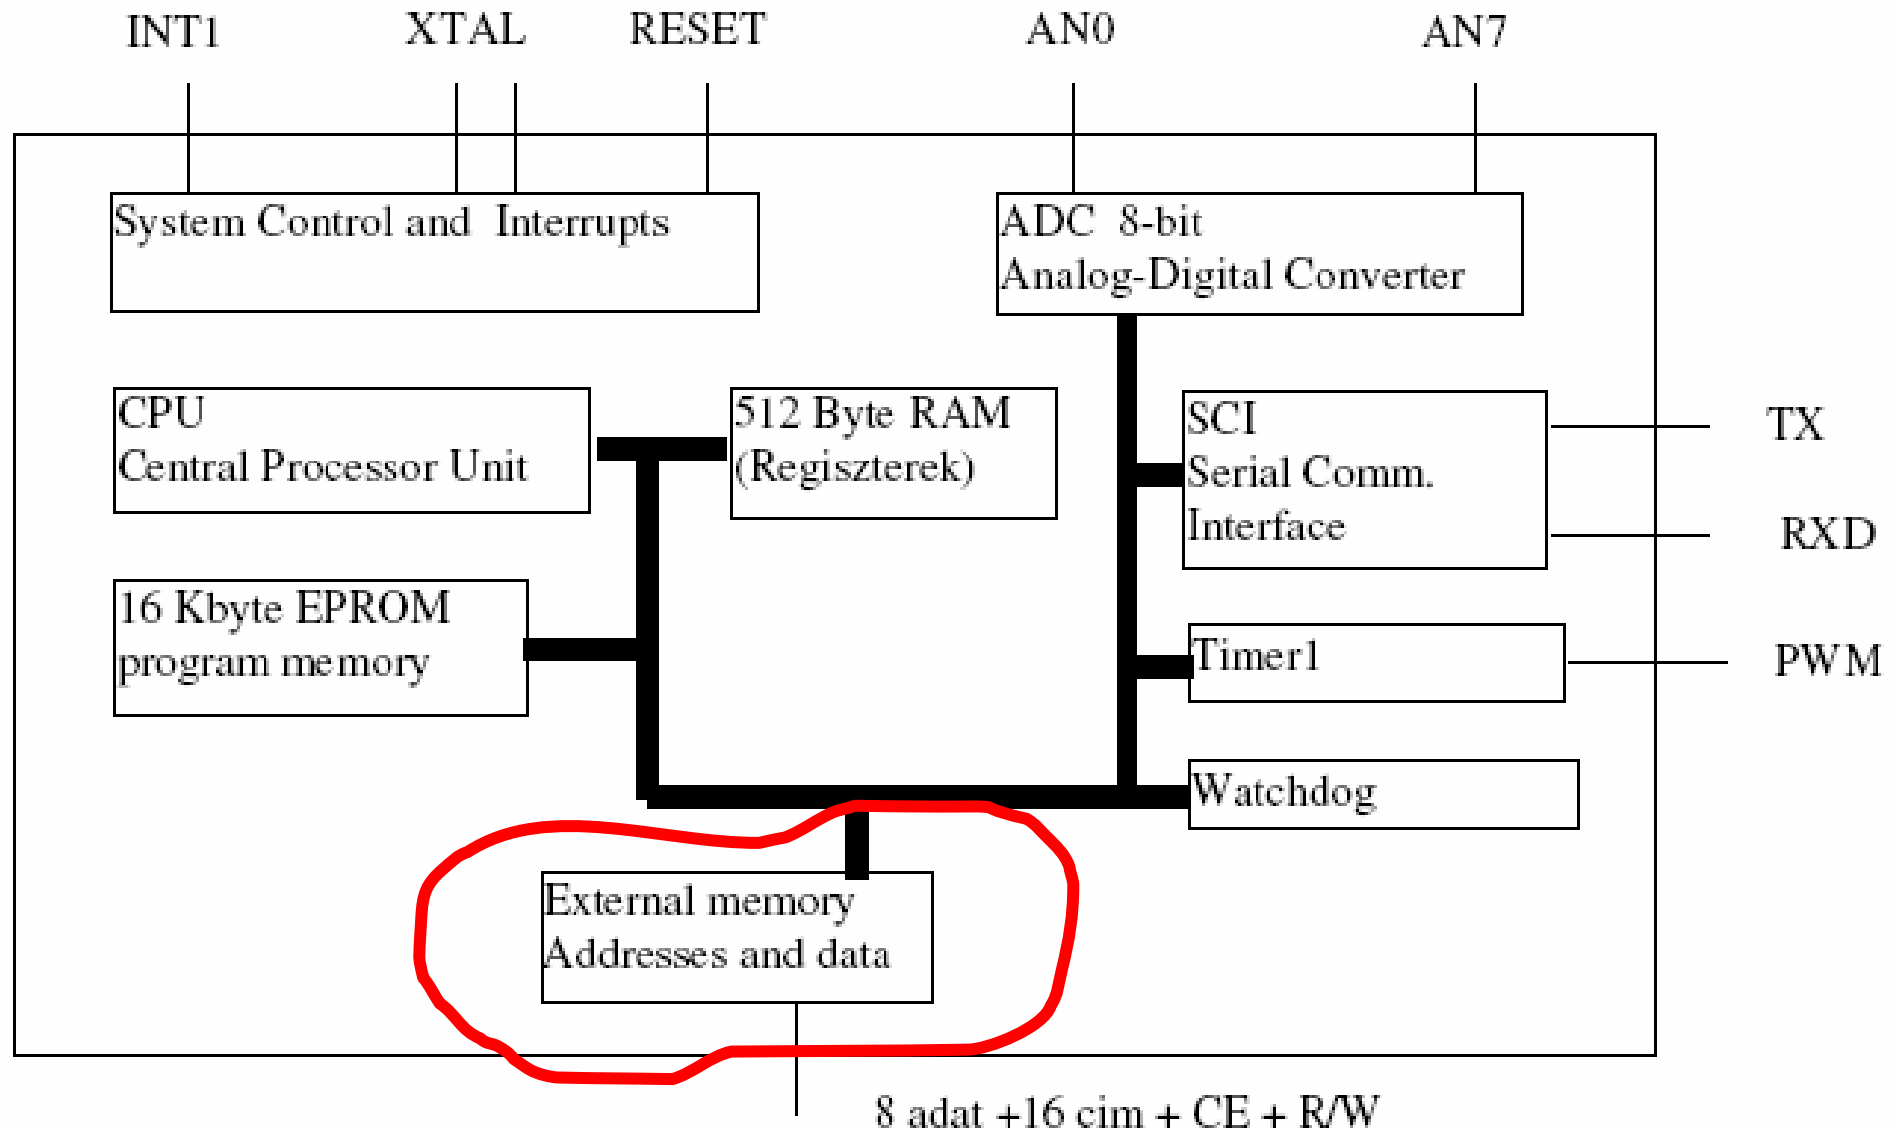 INT1 XTAL RESET AN0 AN7
System Control and Interrupts
ADC 8-bit
Analog-Digital Converter
CPU
Central Processor Unit
512 Byte RAM
(Regiszterek)
SCI
Serial Comm.
Interface
TX
RXD
16 Kbyte EPROM
program memory
Timer1
PWM
Watchdog
External memory
Addresses and data
8 adat +16 cim + CE + R/W